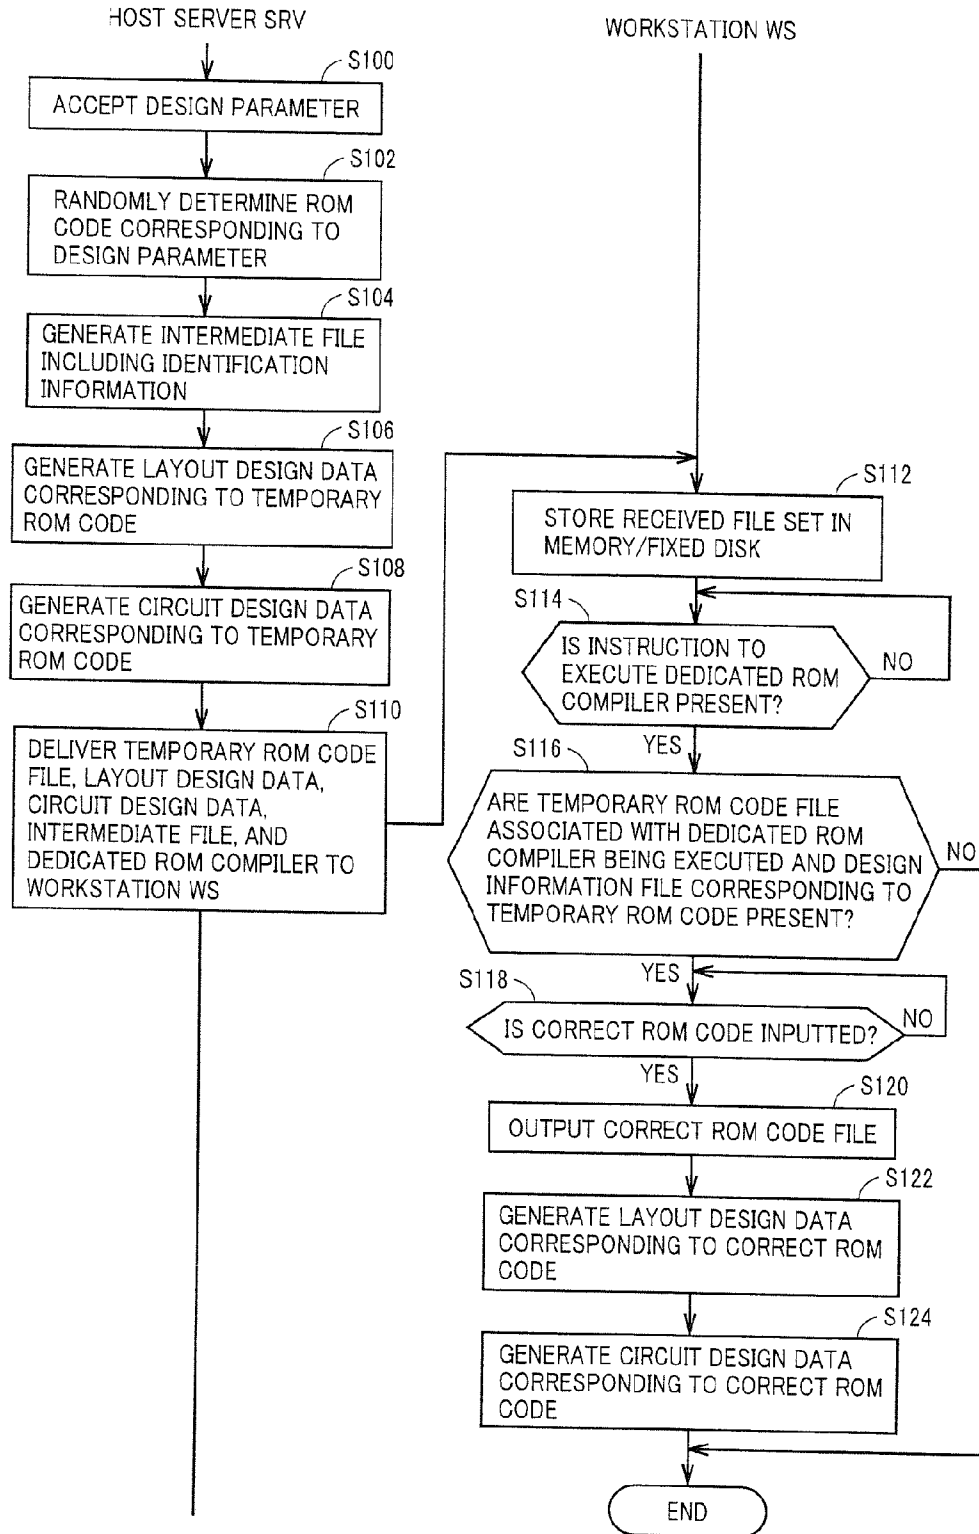 HOST SERVER SRV
S100
ACCEPT DESIGN PARAMETER
S102
RANDOMLY DETERMINE ROM
CODE CORRESPONDING TO
DESIGN PARAMETER
S104
GENERATE INTERMEDIATE FILE
INCLUDING IDENTIFICATION
INFORMATION
S106
GENERATE LAYOUT DESIGN DATA
CORRESPONDING TO TEMPORARY
ROM CODE
S108
GENERATE CIRCUIT DESIGN DATA
CORRESPONDING TO TEMPORARY
ROM CODE
S110
DELIVER TEMPORARY ROM CODE
FILE, LAYOUT DESIGN DATA,
CIRCUIT DESIGN DATA,
INTERMEDIATE FILE, AND
DEDICATED ROM COMPILER TO
WORKSTATION WS
WORKSTATION WS
S112
STORE RECEIVED FILE SET IN
MEMORY/FIXED DISK
S114
IS INSTRUCTION TO
EXECUTE DEDICATED ROM
COMPILER PRESENT?
NO
YES
S116
ARE TEMPORARY ROM CODE FILE
ASSOCIATED WITH DEDICATED ROM
COMPILER BEING EXECUTED AND DESIGN
INFORMATION FILE CORRESPONDING TO
TEMPORARY ROM CODE PRESENT?
NO
YES
S118
IS CORRECT ROM CODE INPUTTED?
NO
YES
S120
OUTPUT CORRECT ROM CODE FILE
S122
GENERATE LAYOUT DESIGN DATA
CORRESPONDING TO CORRECT ROM
CODE
S124
GENERATE CIRCUIT DESIGN DATA
CORRESPONDING TO CORRECT ROM
CODE
END